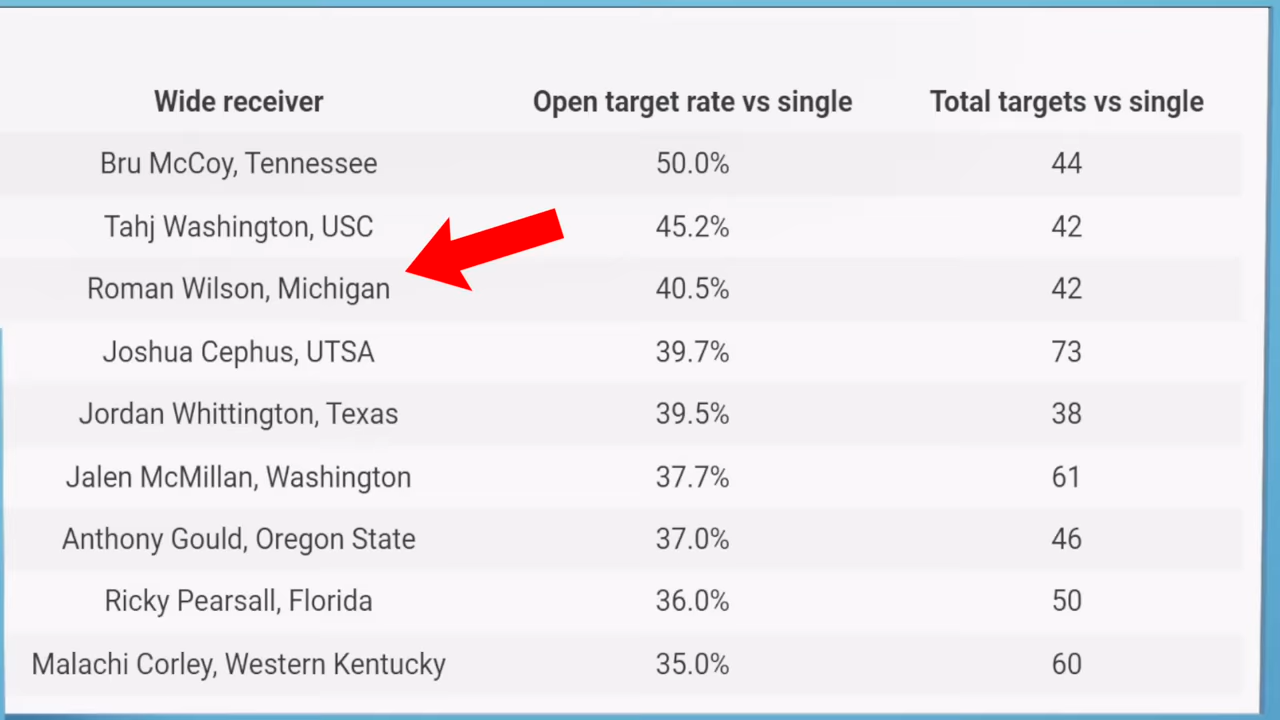 Wide receiver Open target rate vs single Total targets vs single
Bru McCoy, Tennessee 50.0% 44
Tahj Washington, USC 45.2% 42
Roman Wilson, Michigan 40.5% 42
Joshua Cephus, UTSA 39.7% 73
Jordan Whittington, Texas 39.5% 38
Jalen McMillan, Washington 37.7% 61
Anthony Gould, Oregon State 37.0% 46
Ricky Pearsall, Florida 36.0% 50
Malachi Corley, Western Kentucky 35.0% 60